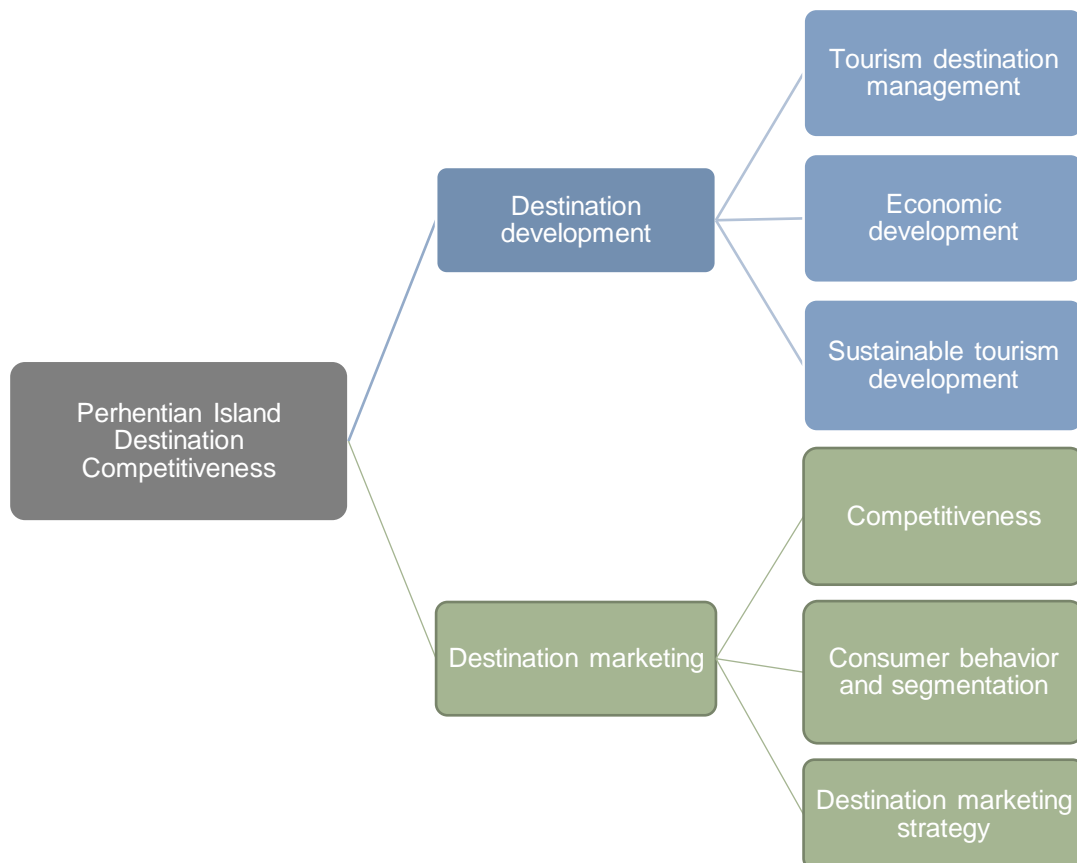 Perhentian Island
Destination
Competitiveness
Destination
development
Tourism destination
management
Economic
development
Sustainable tourism
development
Destination marketing
Competitiveness
Consumer behavior
and segmentation
Destination marketing
strategy